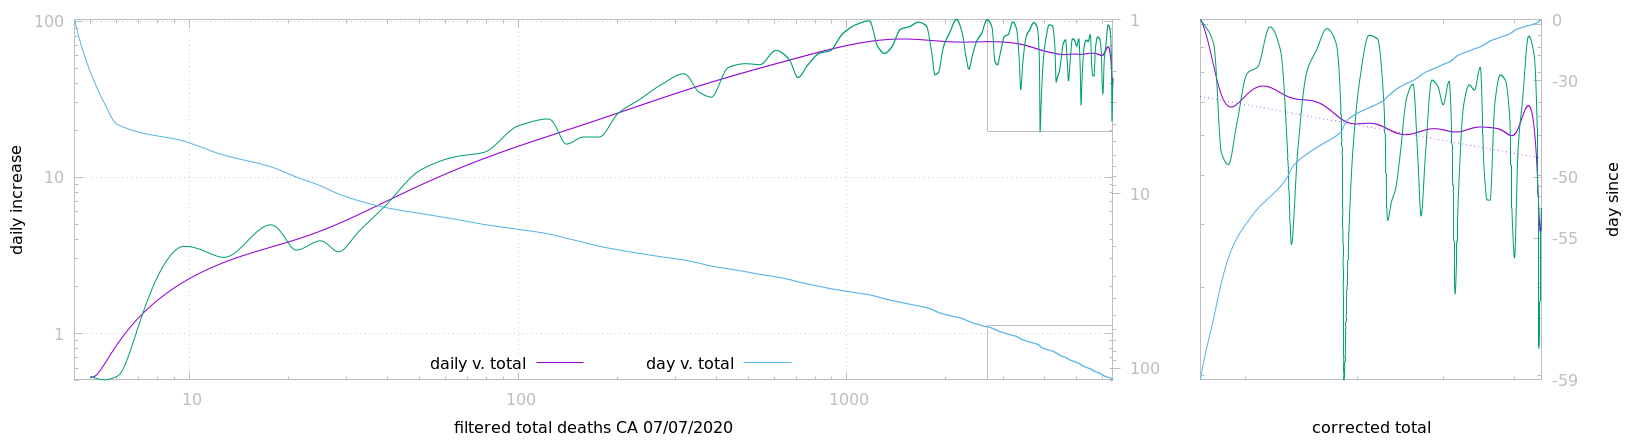 100
10
1
daily increase
10
100
1000
filtered total deaths CA 07/07/2020
daily v. total
day v. total
1
10
100
0
-30
-50
-55
-59
day since
corrected total